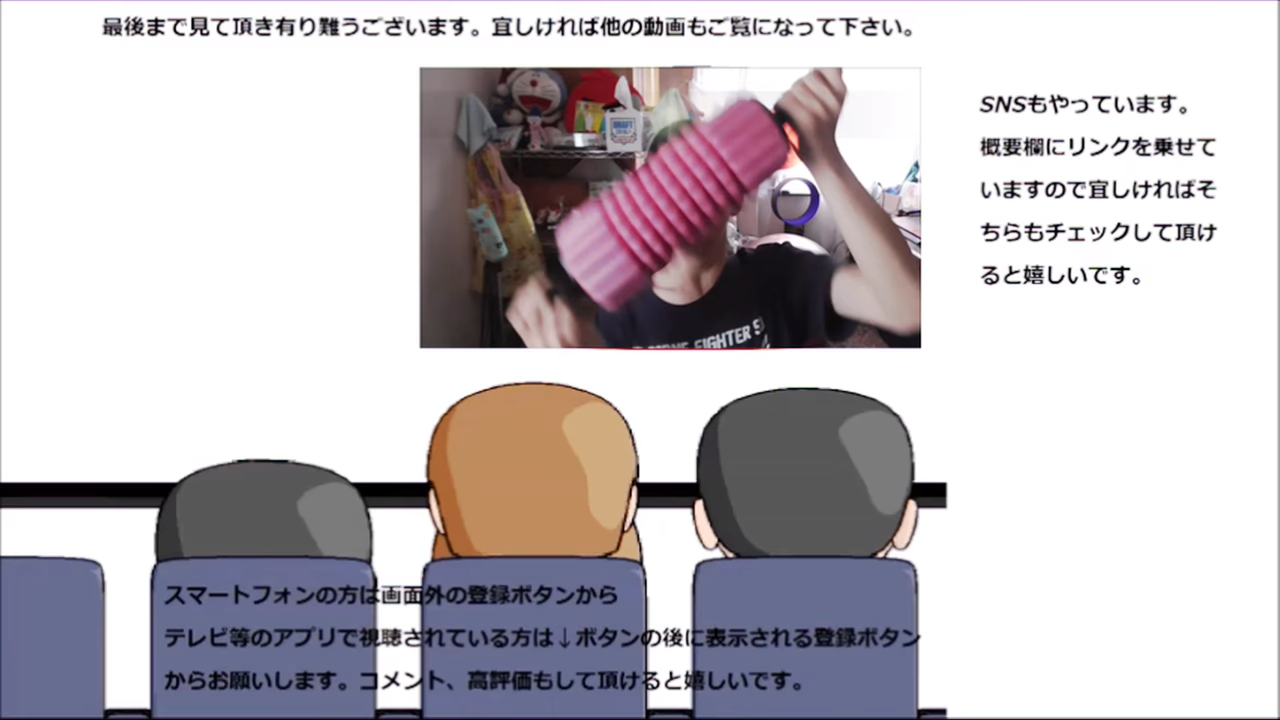 最後まで見て頂き有り難うございます。宜しければ他の動画もご覧になって下さい。
SNSもやっています。
概要欄にリンクを乗せて
いますので宜しければそ
ちらもチェックして頂け
ると嬉しいです。
DRAFT
FIGHTER
スマートフォンの方は画面外の登録ボタンから
テレビ等のアプリで視聴されている方は↓ボタンの後に表示される登録ボタン
からお願いします。コメント、高評価もして頂けると嬉しいです。